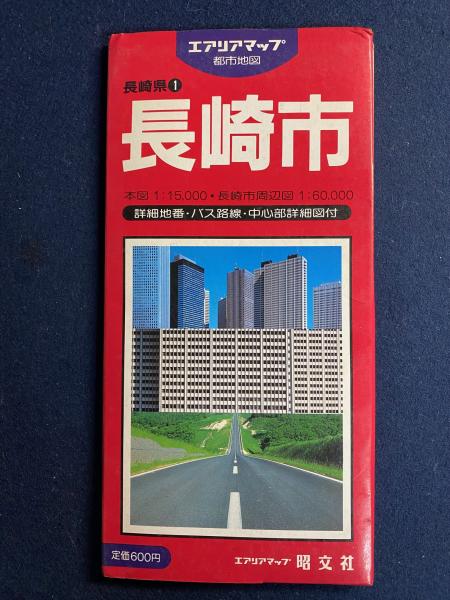 エアリアマップ
都市地図
長崎県❶
長崎市
本図 1:15,000・長崎市周辺図 1:60,000
詳細地番・バス路線・中心部詳細図付
定価600円
エアリアマップ 昭文社